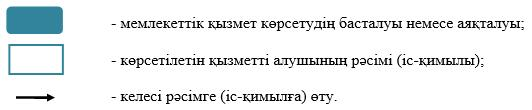 - мемлекеттік қызмет көрсетудің басталуы немесе аяқталуы;
- көрсетілетін қызметті алушының рәсімі (іс-қимылы);
- келесі рәсімге (іс-қимылға) өту.